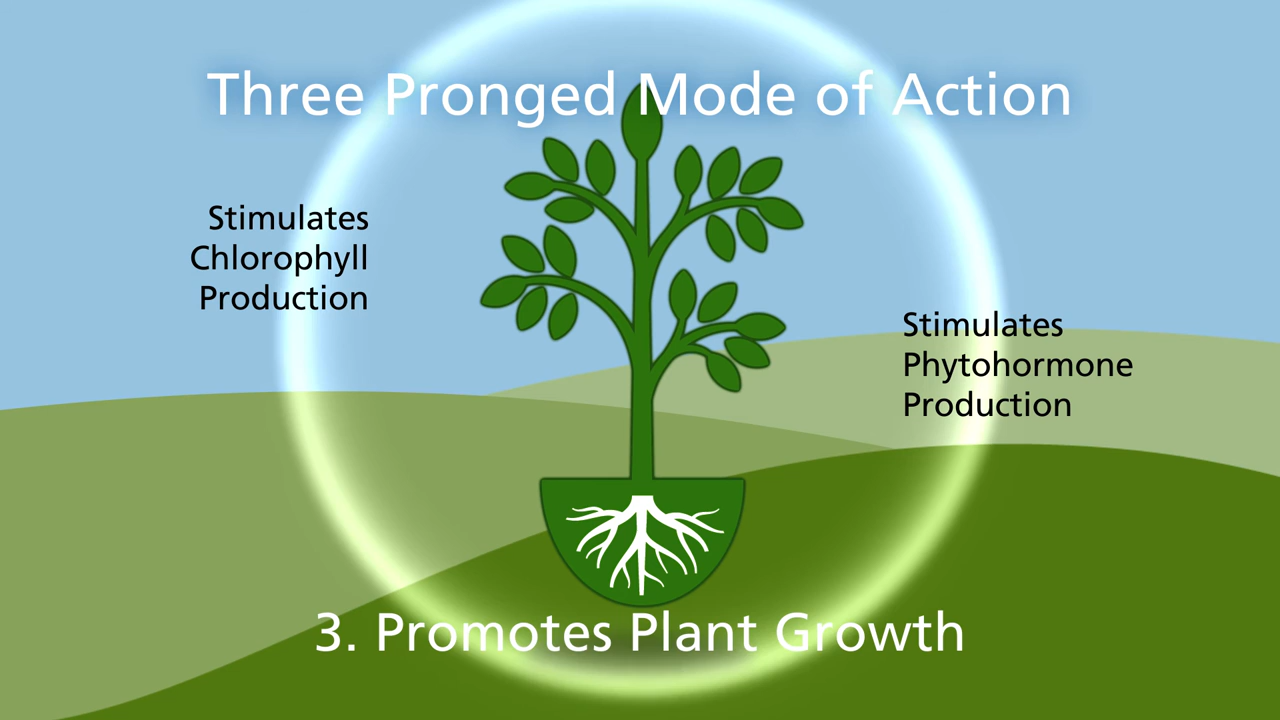 Three Pronged Mode of Action
Stimulates
Chlorophyll
Production
Stimulates
Phytohormone
Production
3. Promotes Plant Growth